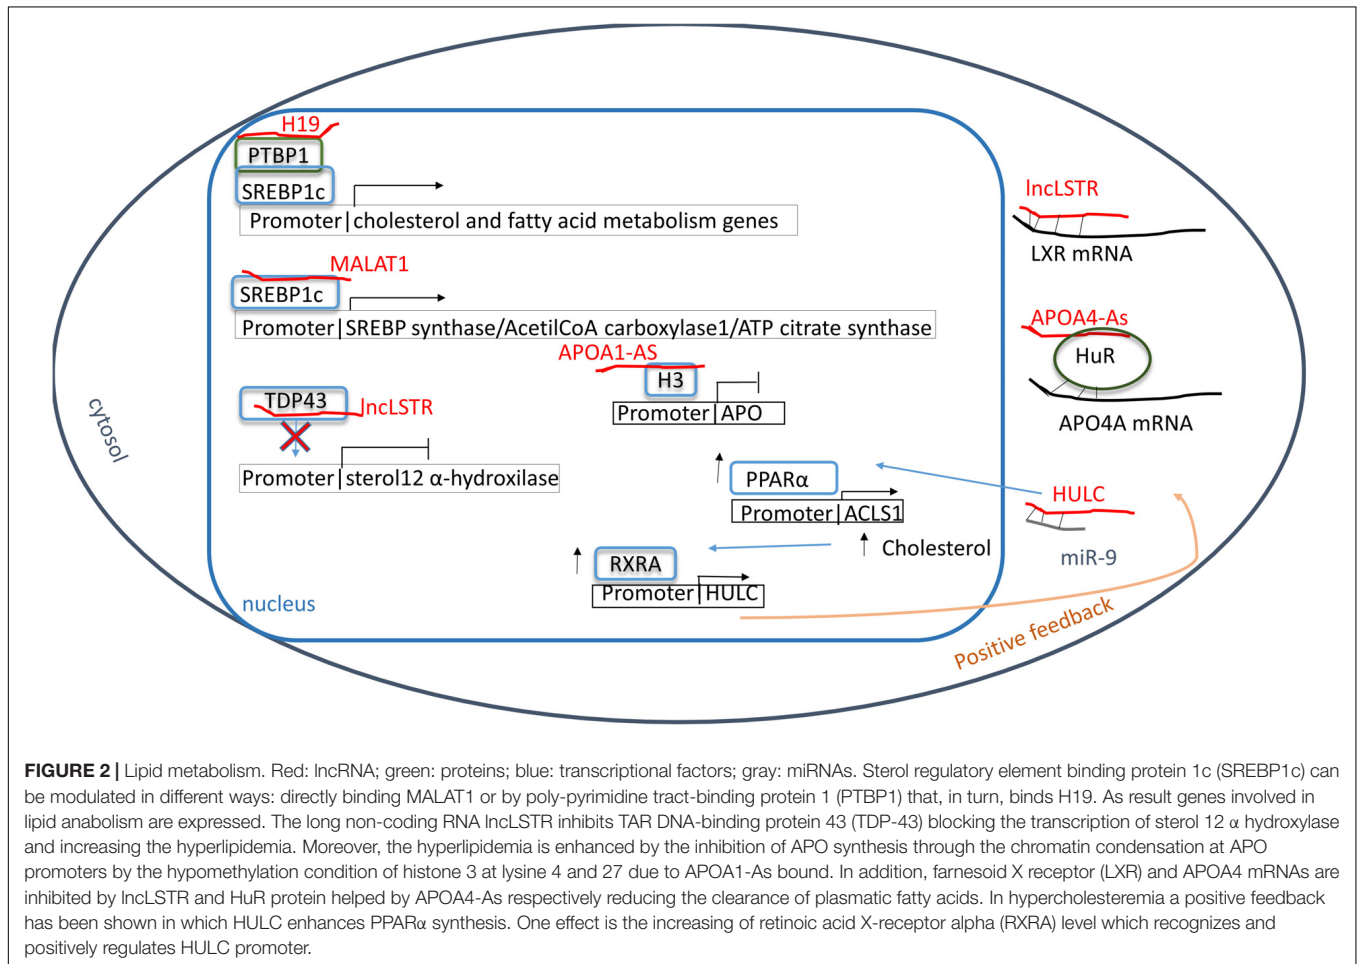 H19
PTBP1
SREBP1c
Promoter|cholesterol and fatty acid metabolism genes
MALAT1
SREBP1c
Promoter|SREBP synthase/AcetilCoA carboxylase1/ATP citrate synthase
APOA1-AS
H3
Promoter|APO
TDP43
lncLSTR
Promoter|sterol12 α-hydroxilase
PPARα
Promoter|ACLS1
Cholesterol
RXRA
Promoter|HULC
nucleus
cytosol
lncLSTR
LXR mRNA
APOA4-As
HuR
APO4A mRNA
HULC
miR-9
Positive feedback
FIGURE 2 | Lipid metabolism. Red: lncRNA; green: proteins; blue: transcriptional factors; gray: miRNAs. Sterol regulatory element binding protein 1c (SREBP1c) can
be modulated in different ways: directly binding MALAT1 or by poly-pyrimidine tract-binding protein 1 (PTBP1) that, in turn, binds H19. As result genes involved in
lipid anabolism are expressed. The long non-coding RNA lncLSTR inhibits TAR DNA-binding protein 43 (TDP-43) blocking the transcription of sterol 12 α hydroxylase
and increasing the hyperlipidemia. Moreover, the hyperlipidemia is enhanced by the inhibition of APO synthesis through the chromatin condensation at APO
promoters by the hypomethylation condition of histone 3 at lysine 4 and 27 due to APOA1-As bound. In addition, farnesoid X receptor (LXR) and APOA4 mRNAs are
inhibited by lncLSTR and HuR protein helped by APOA4-As respectively reducing the clearance of plasmatic fatty acids. In hypercholesteremia a positive feedback
has been shown in which HULC enhances PPARα synthesis. One effect is the increasing of retinoic acid X-receptor alpha (RXRA) level which recognizes and
positively regulates HULC promoter.